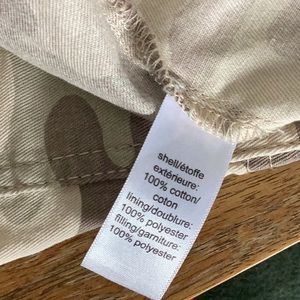 shell/étoffe
extérieure:
100% cotton/
coton
lining/doublure:
100% polyester
filling/garniture:
100% polyester